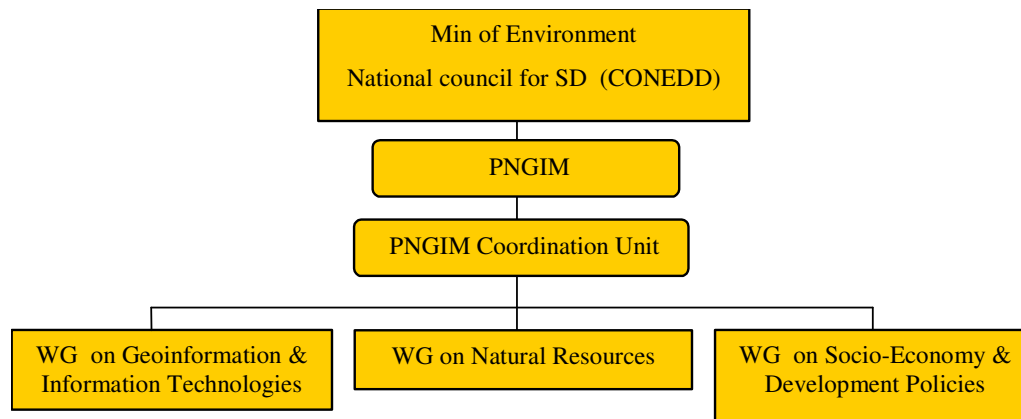 Min of Environment
National council for SD (CONEDD)
PNGIM
PNGIM Coordination Unit
WG on Geoinformation &
Information Technologies
WG on Natural Resources
WG on Socio-Economy &
Development Policies